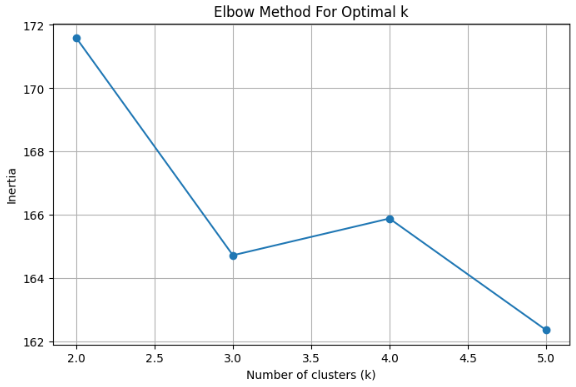 Elbow Method For Optimal k
172
170
168
166
164
162
Inertia
2.0 2.5 3.0 3.5 4.0 4.5 5.0
Number of clusters (k)